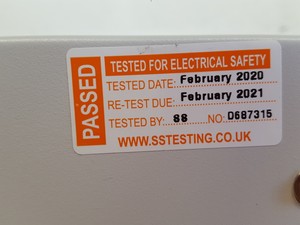 PASSED
TESTED FOR ELECTRICAL SAFETY
TESTED DATE: February 2020
RE-TEST DUE: February 2021
TESTED BY: SS NO: D687315
WWW.SSTESTING.CO.UK